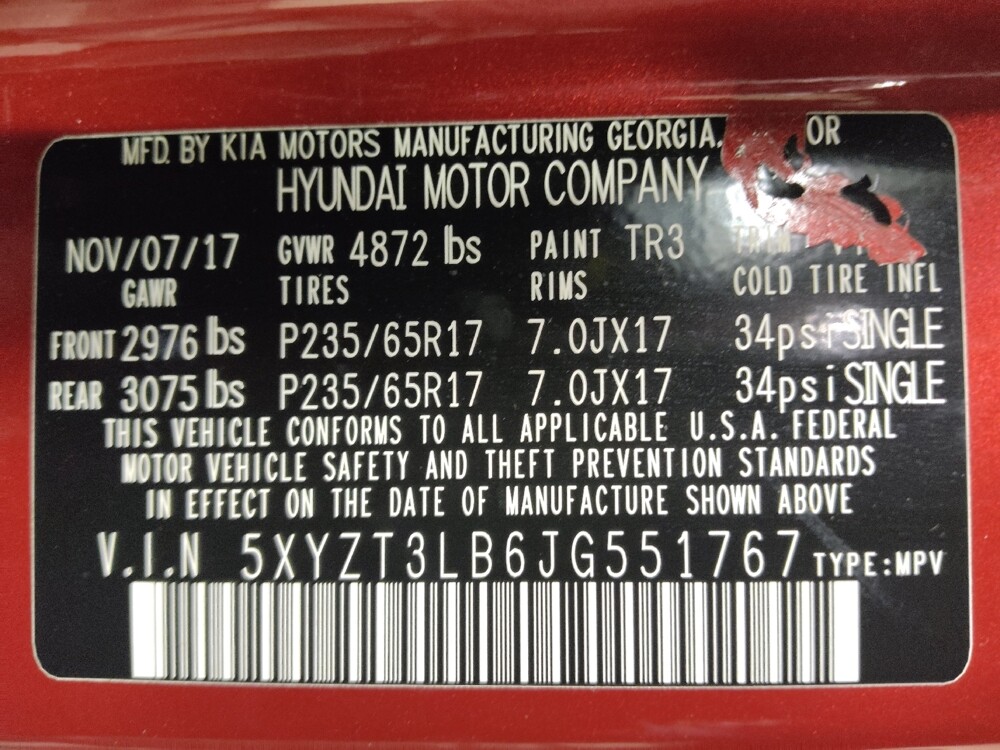 MFD. BY KIA MOTORS MANUFACTURING GEORGIA. OR
HYUNDAI MOTOR COMPANY
NOV/07/17 GVWR 4872 lbs PAINT TR3
GAWR TIRES RIMS COLD TIRE INFL
FRONT 2976 lbs P235/65R17 7.0JX17 34psi SINGLE
REAR 3075 lbs P235/65R17 7.0JX17 34psi SINGLE
THIS VEHICLE CONFORMS TO ALL APPLICABLE U.S.A. FEDERAL
MOTOR VEHICLE SAFETY AND THEFT PREVENTION STANDARDS
IN EFFECT ON THE DATE OF MANUFACTURE SHOWN ABOVE
V.I.N 5XYZT3LB6JG551767 TYPE:MPV